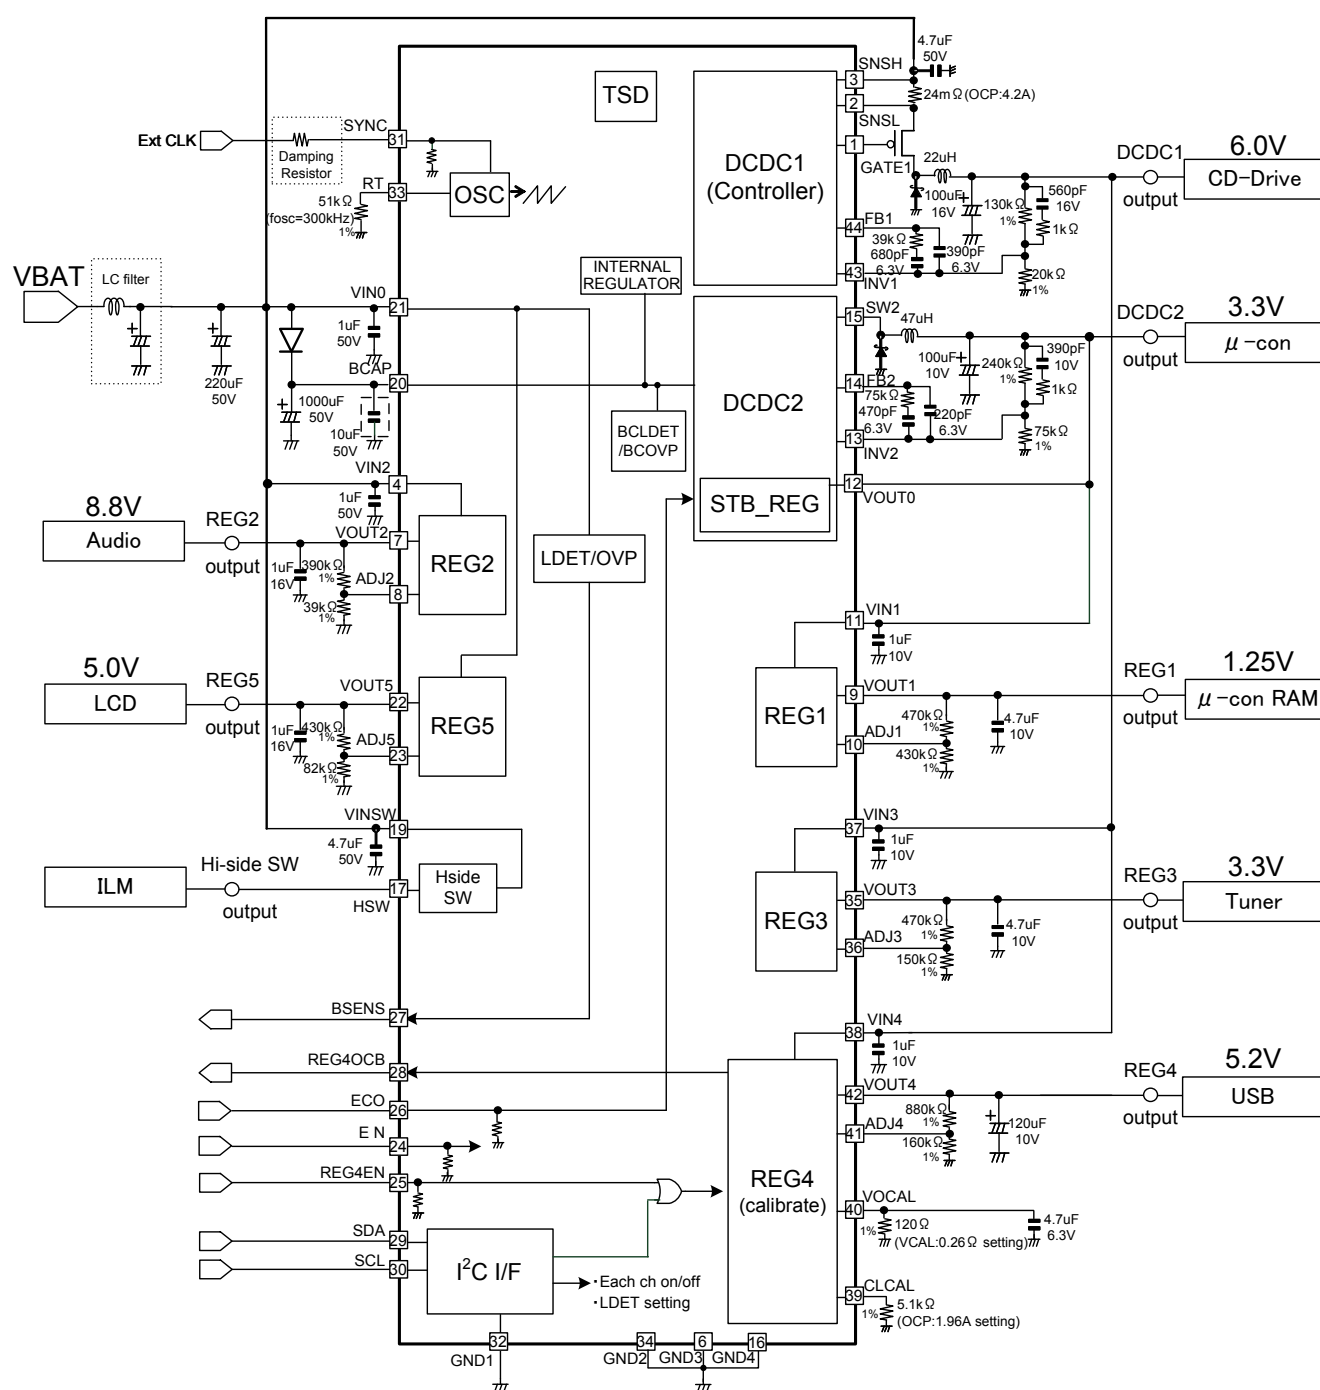 4.7uF
50V
SNSH
3
24mΩ(OCP:4.2A)
2
SNSL
1
GATE1
TSD
DCDC1
(Controller)
Ext CLK
Damping
Resistor
SYNC
31
RT
33
51kΩ
(fosc=300kHz)
1%
OSC
22uH
100uF
16V
+
130kΩ
1%
560pF
16V
1kΩ
20kΩ
1%
DCDC1
output
6.0V
CD-Drive
44
FB1
39kΩ
680pF
6.3V
390pF
6.3V
43
INV1
VBAT
LC filter
+
+
220uF
50V
VIN0
21
1uF
50V
BCAP
20
+
1000uF
50V
10uF
50V
INTERNAL
REGULATOR
BCLDET
/BCOVP
DCDC2
15
SW2
47uH
100uF
10V
+
240kΩ
1%
390pF
10V
1kΩ
75kΩ
1%
DCDC2
output
3.3V
μ-con
14
FB2
75kΩ
470pF
6.3V
220pF
6.3V
13
INV2
12
VOUT0
STB_REG
VIN2
4
1uF
50V
8.8V
Audio
REG2
output
VOUT2
7
1uF
16V
390kΩ
1%
ADJ2
8
39kΩ
1%
REG2
LDET/OVP
11
VIN1
1uF
10V
5.0V
LCD
REG5
output
VOUT5
22
1uF
16V
430kΩ
1%
ADJ5
23
82kΩ
1%
REG5
REG1
9
VOUT1
470kΩ
1%
4.7uF
10V
10
ADJ1
430kΩ
1%
REG1
output
1.25V
μ-con RAM
VINSW
19
4.7uF
50V
ILM
Hi-side SW
output
17
HSW
Hside
SW
37
VIN3
1uF
10V
REG3
35
VOUT3
470kΩ
1%
4.7uF
10V
36
ADJ3
150kΩ
1%
REG3
output
3.3V
Tuner
BSENS
27
REG4OCB
28
ECO
26
E N
24
REG4EN
25
38
VIN4
1uF
10V
42
VOUT4
880kΩ
1%
+
120uF
10V
41
ADJ4
160kΩ
1%
REG4
output
5.2V
USB
REG4
(calibrate)
40
VOCAL
1%
120Ω
(VCAL:0.26Ω setting)
4.7uF
6.3V
39
CLCAL
1%
5.1kΩ
(OCP:1.96A setting)
SDA
29
SCL
30
I²C I/F
・Each ch on/off
・LDET setting
32
GND1
34
GND2
6
GND3
16
GND4